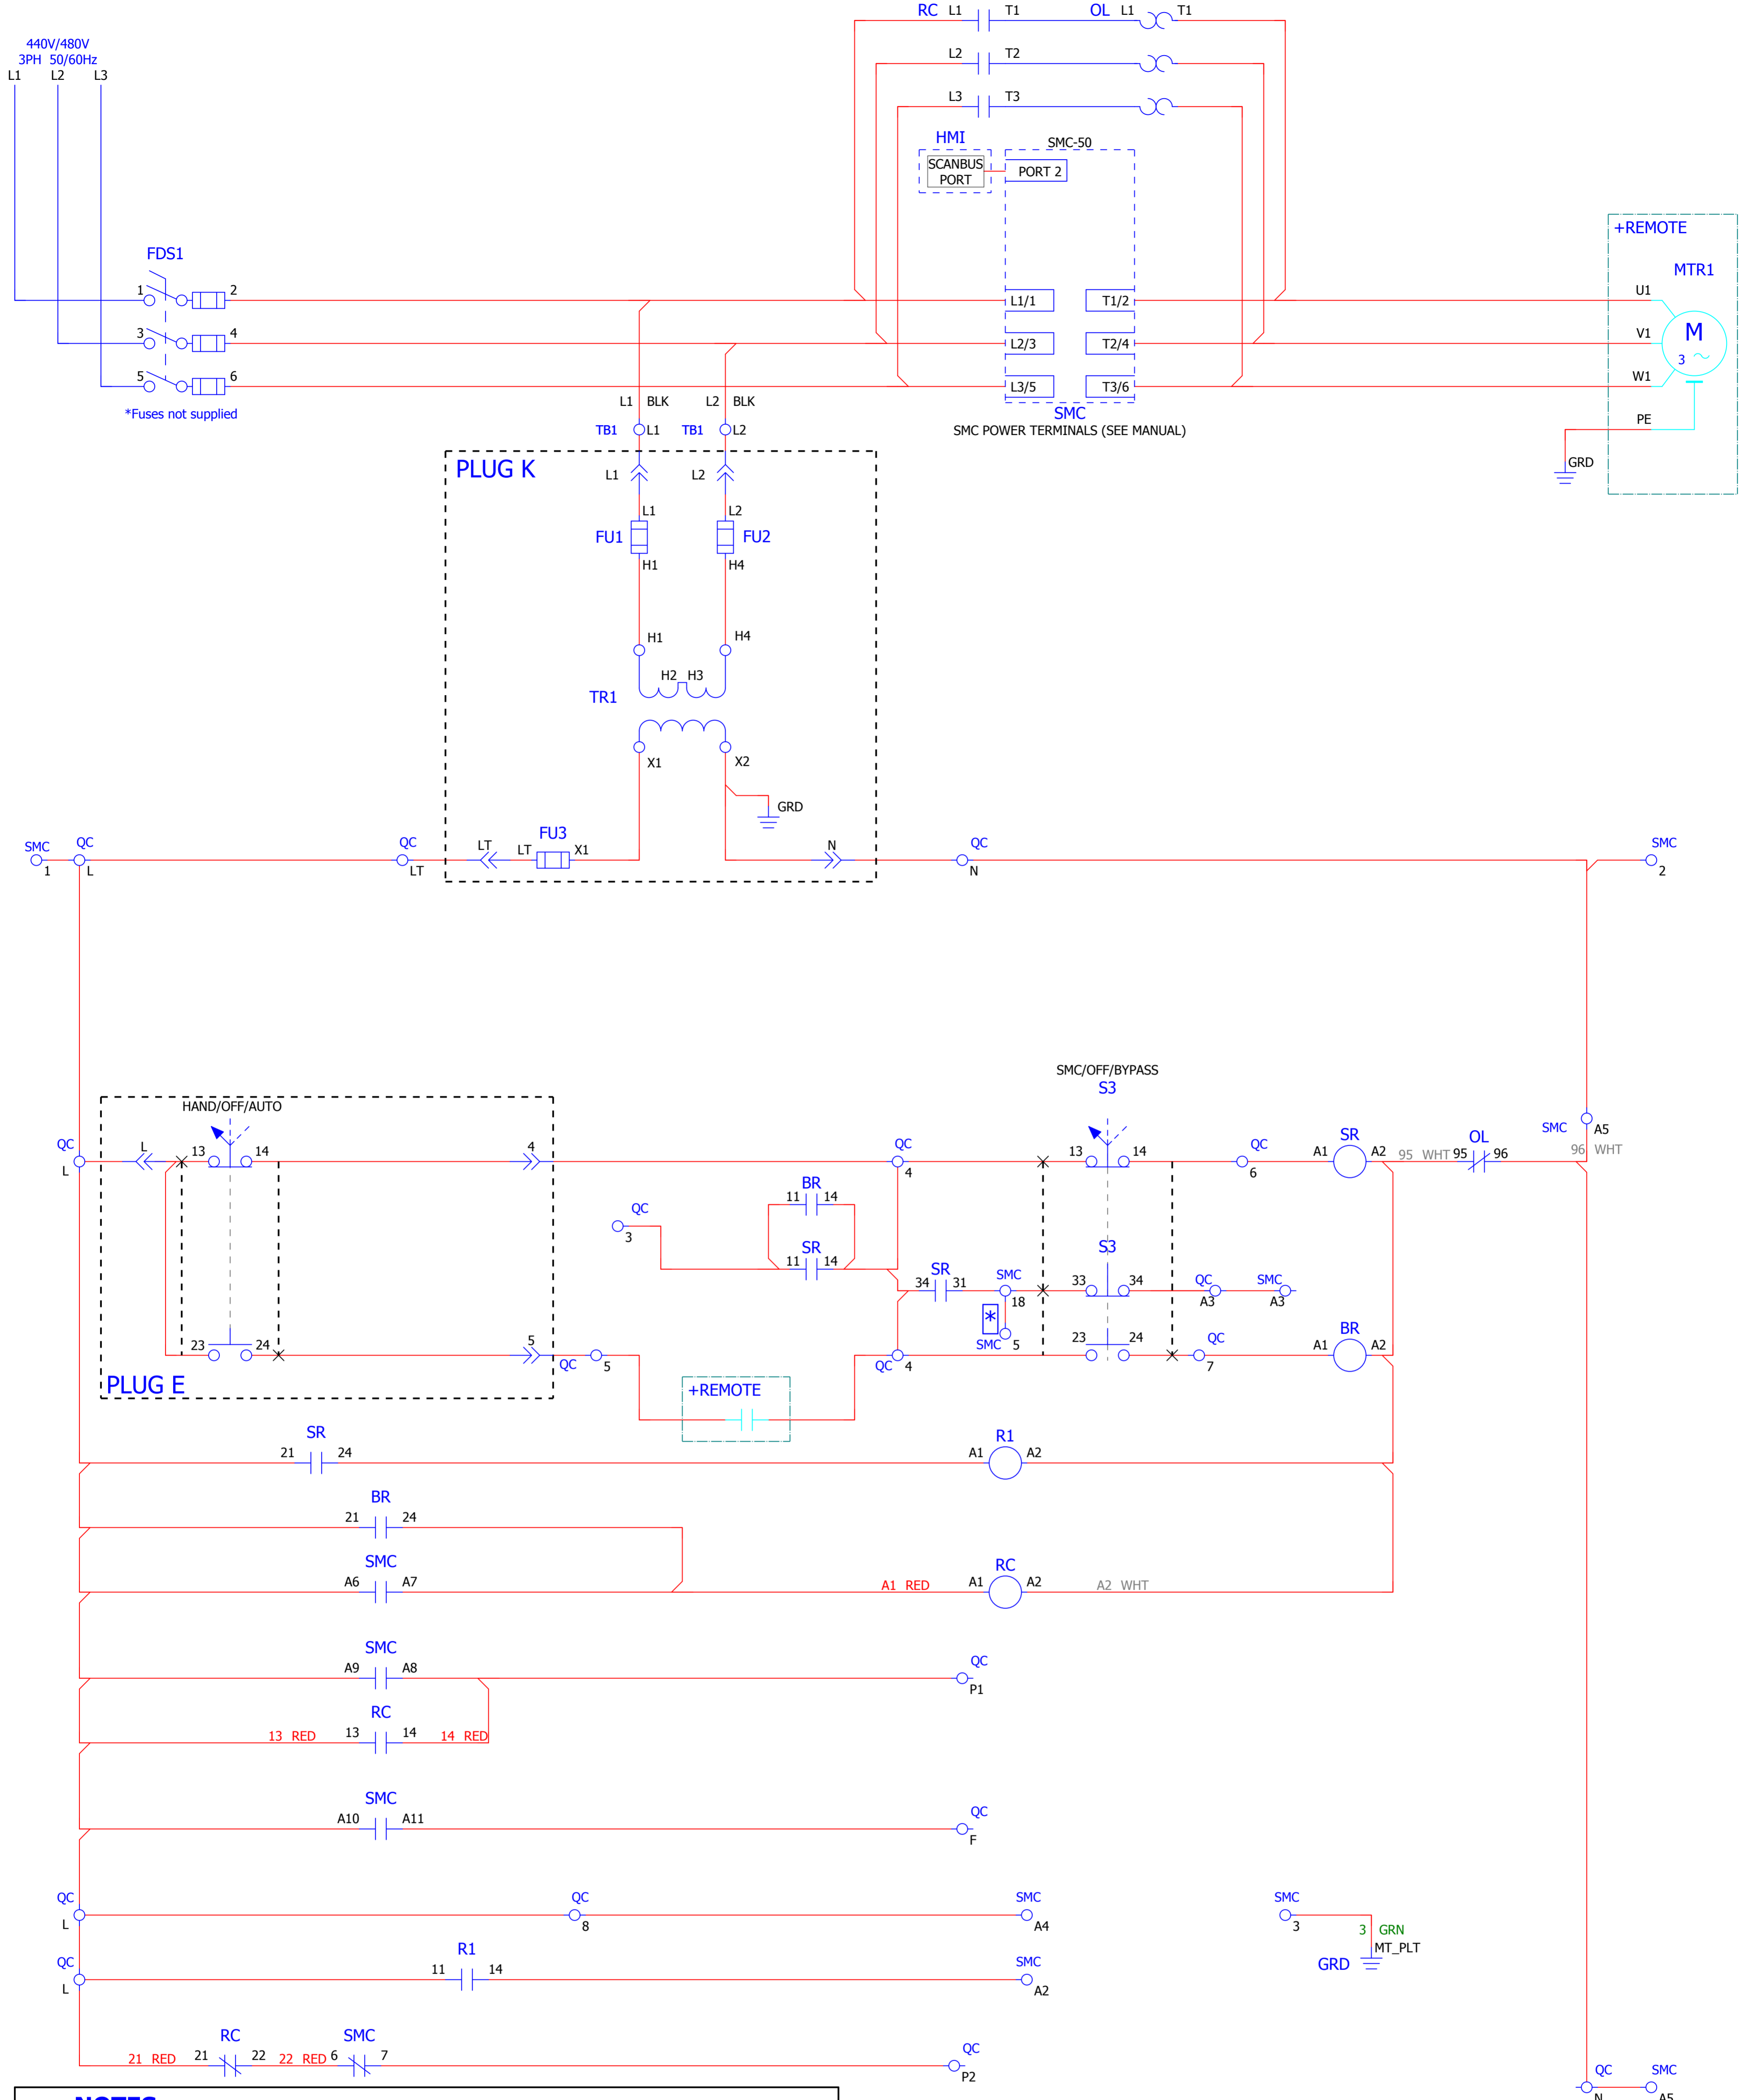 RC L1 T1 OL L1 T1
440V/480V
3PH 50/60Hz
L1 L2 L3
L2 T2
L3 T3
HMI
SMC-50
SCANBUS
PORT
PORT 2
+REMOTE
FDS1
MTR1
1 2
L1/1 T1/2
U1
3 4
L2/3 T2/4
V1
M
3
5 6
L3/5 T3/6
W1
*Fuses not supplied
L1 BLK L2 BLK
SMC
PE
TB1 L1 TB1 L2
SMC POWER TERMINALS (SEE MANUAL)
PLUG K
L1 L2
GRD
L1 L2
FU1 FU2
H1 H4
H1 H4
H2 H3
TR1
X1 X2
GRD
SMC QC QC LT LT FU3 X1 N QC SMC
1 L LT N 2
SMC/OFF/BYPASS
S3
HAND/OFF/AUTO
QC L 13 14 4 QC 13 14 QC A1 SR A2 95 WHT 95 OL 96 SMC A5
96 WHT
L 4 6
BR
11 14
QC
3
SR
11 14
S3
SR
34 31
SMC
18
33 34
QC
A3
SMC
A3
*
SMC 5
23 24 5
QC 5
QC 4
23 24
QC
7
A1 BR A2
PLUG E
+REMOTE
SR
21 24
R1
A1 A2
BR
21 24
SMC
A6 A7
A1 RED
RC
A1 A2
A2 WHT
SMC
A9 A8
QC
P1
RC
13 RED 13 14 14 RED
SMC
A10 A11
QC
F
QC QC SMC SMC
L 8 A4 3
3 GRN
MT_PLT
GRD
QC R1 SMC
L 11 14 A2
RC SMC
21 RED 21 22 22 RED 6 7
QC
P2
QC SMC
N A5
NOTES